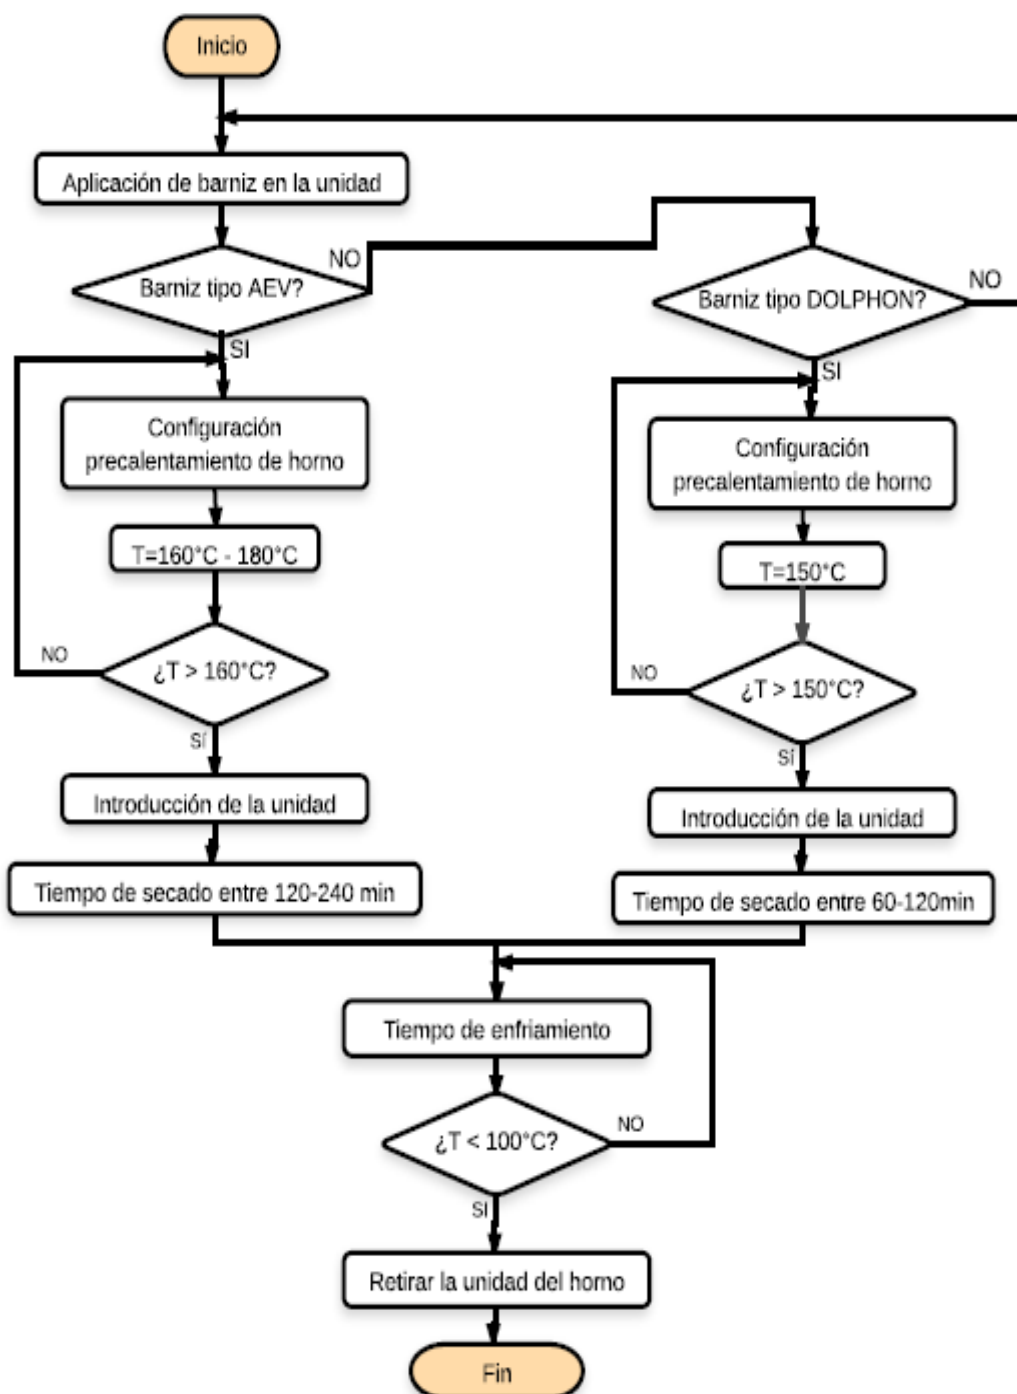 Inicio
Aplicación de barniz en la unidad
Barniz tipo AEV?
NO
SI
Configuración
precalentamiento de horno
T=160°C - 180°C
¿T > 160°C?
NO
Sí
Introducción de la unidad
Tiempo de secado entre 120-240 min
Barniz tipo DOLPHON?
NO
SI
Configuración
precalentamiento de horno
T=150°C
¿T > 150°C?
NO
Sí
Introducción de la unidad
Tiempo de secado entre 60-120min
Tiempo de enfriamiento
¿T < 100°C?
NO
SI
Retirar la unidad del horno
Fin